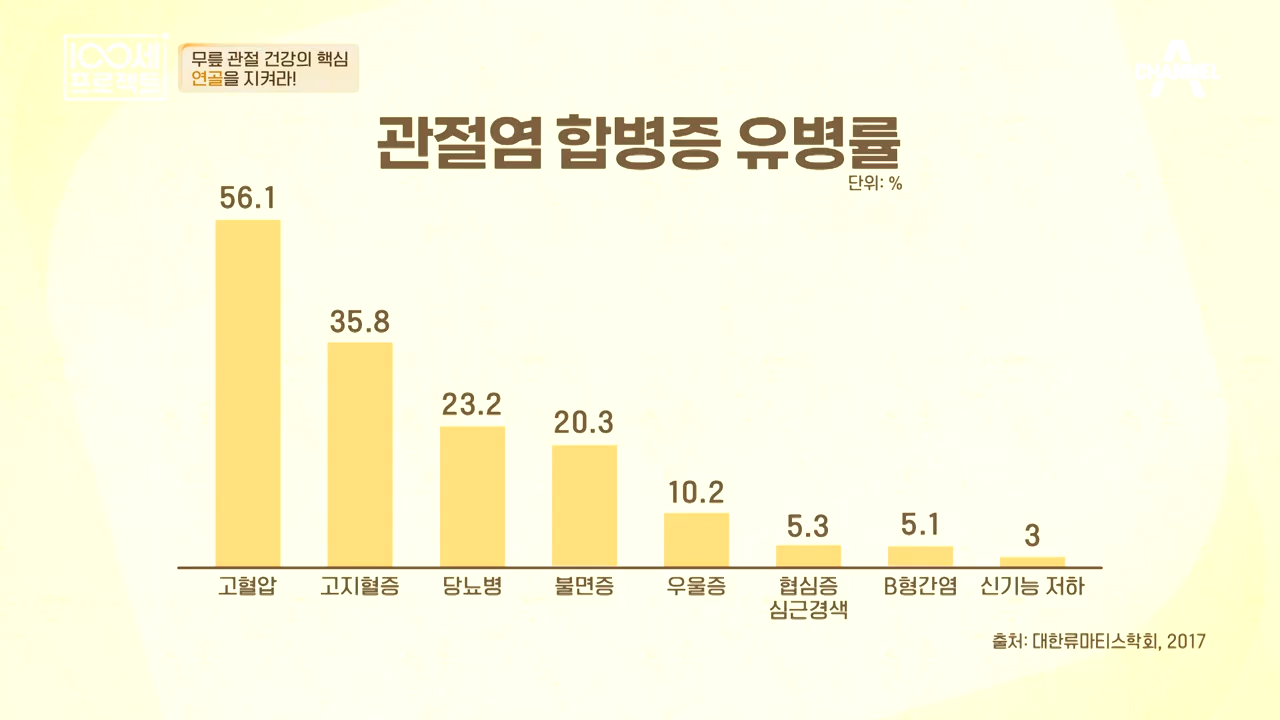 100세
프로젝트
무릎 관절 건강의 핵심
연골을 지켜라!
CHANNEL A
관절염 합병증 유병률
단위: %
56.1
35.8
23.2
20.3
10.2
5.3
5.1
3
고혈압
고지혈증
당뇨병
불면증
우울증
협심증
심근경색
B형간염
신기능 저하
출처: 대한류마티스학회, 2017